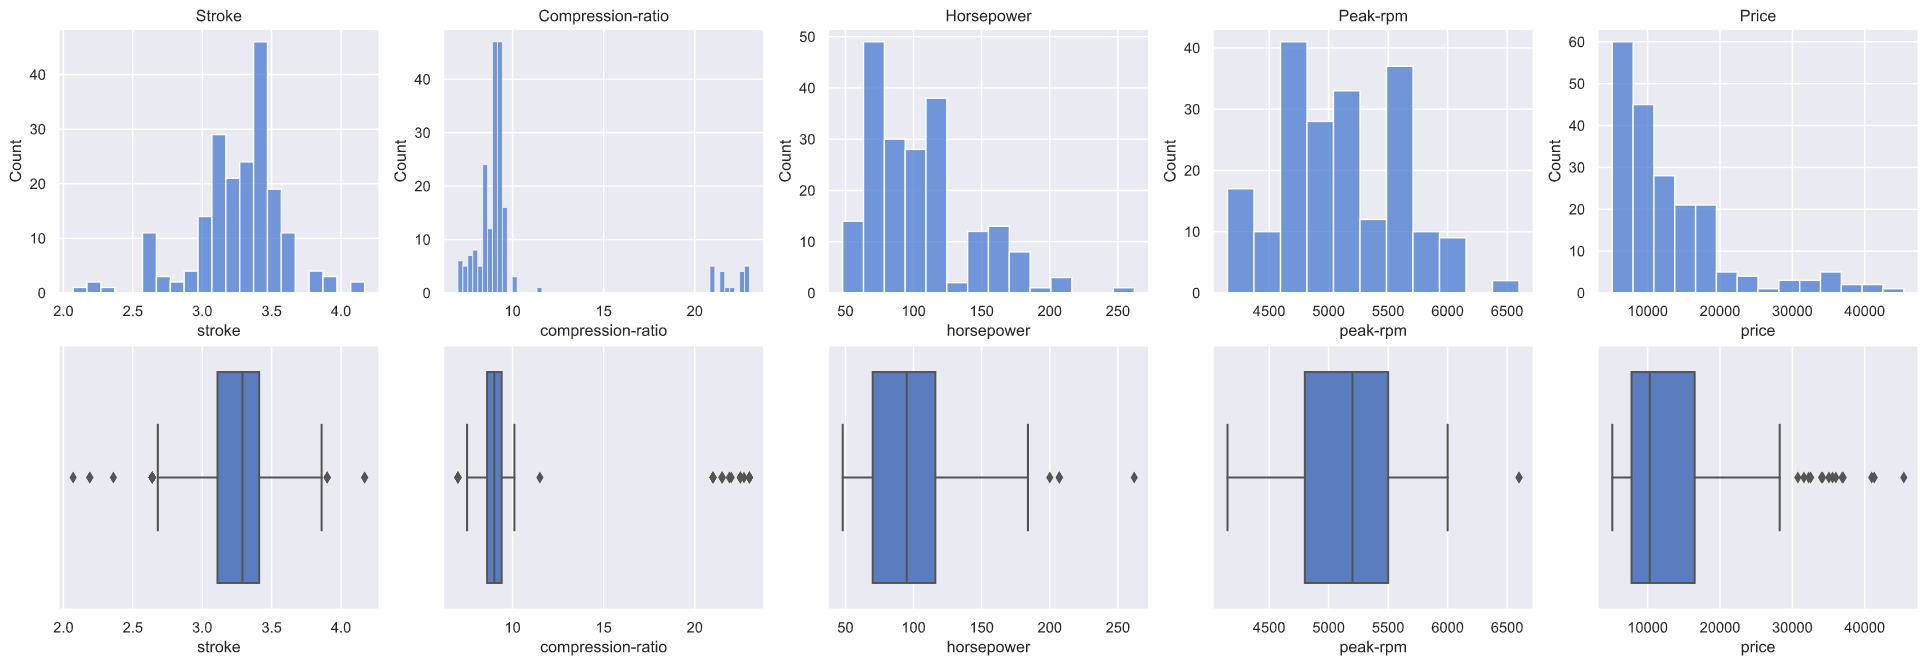 Stroke
Compression-ratio
Horsepower
Peak-rpm
Price
Count
40
30
20
10
0
2.0 2.5 3.0 3.5 4.0
stroke
Count
40
30
20
10
0
10 15 20
compression-ratio
Count
50
40
30
20
10
0
50 100 150 200 250
horsepower
Count
40
30
20
10
0
4500 5000 5500 6000 6500
peak-rpm
Count
60
50
40
30
20
10
0
10000 20000 30000 40000
price
2.0 2.5 3.0 3.5 4.0
stroke
10 15 20
compression-ratio
50 100 150 200 250
horsepower
4500 5000 5500 6000 6500
peak-rpm
10000 20000 30000 40000
price